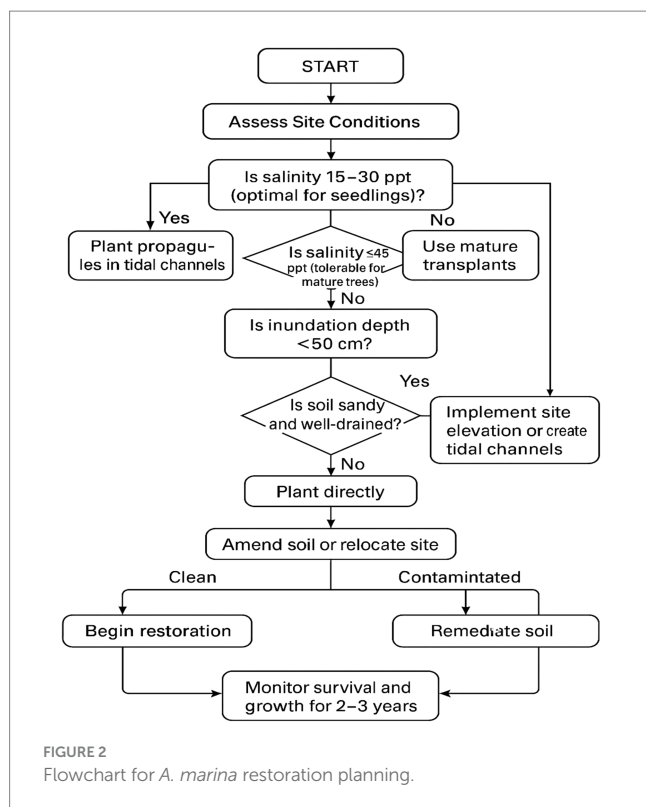 START
Assess Site Conditions
Is salinity 15–30 ppt
(optimal for seedlings)?
Yes
No
Plant propagu-
les in tidal channels
Is salinity ≤45
ppt (tolerable for
mature trees)
Use mature
transplants
No
Is inundation depth
<50 cm?
Yes
Is soil sandy
and well-drained?
Implement site
elevation or create
tidal channels
No
Plant directly
Amend soil or relocate site
Clean
Contamintated
Begin restoration
Remediate soil
Monitor survival and
growth for 2–3 years
FIGURE 2
Flowchart for A. marina restoration planning.